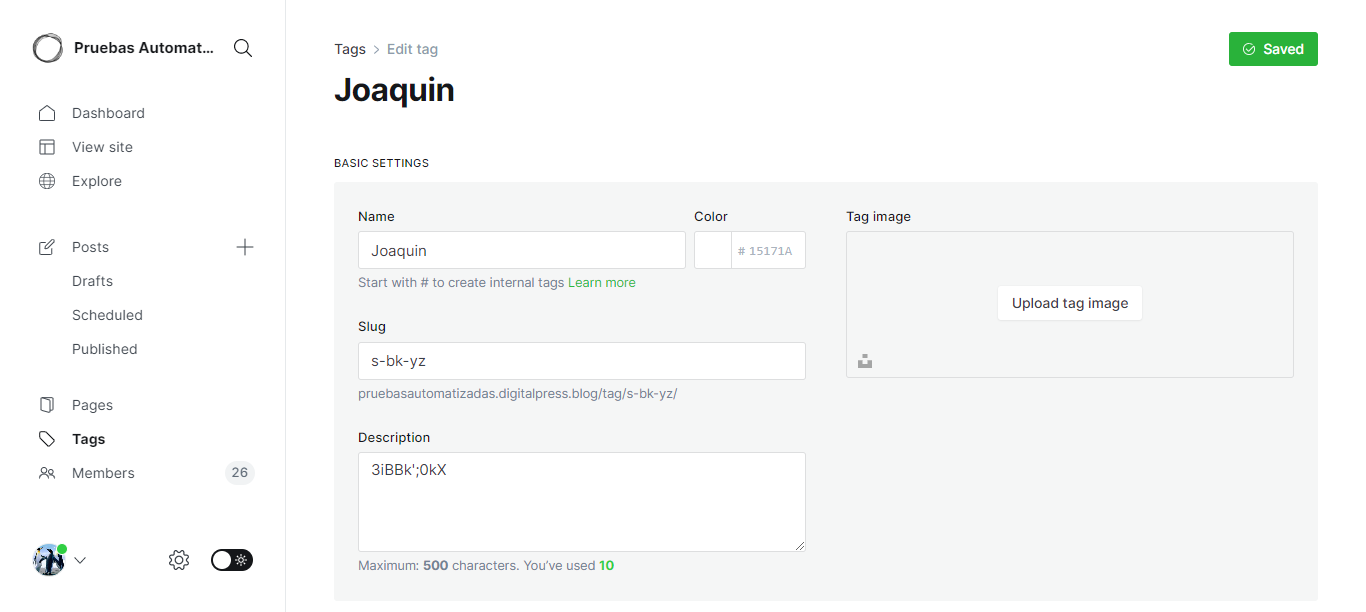 Pruebas Automat...
Dashboard
View site
Explore
Posts
Drafts
Scheduled
Published
Pages
Tags
Members 26
Tags > Edit tag
Saved
Joaquin
BASIC SETTINGS
Name
Joaquin
Start with # to create internal tags Learn more
Color
# 15171A
Slug
s-bk-yz
pruebasautomatizadas.digitalpress.blog/tag/s-bk-yz/
Description
3iBBk';0kX
Maximum: 500 characters. You've used 10
Tag image
Upload tag image